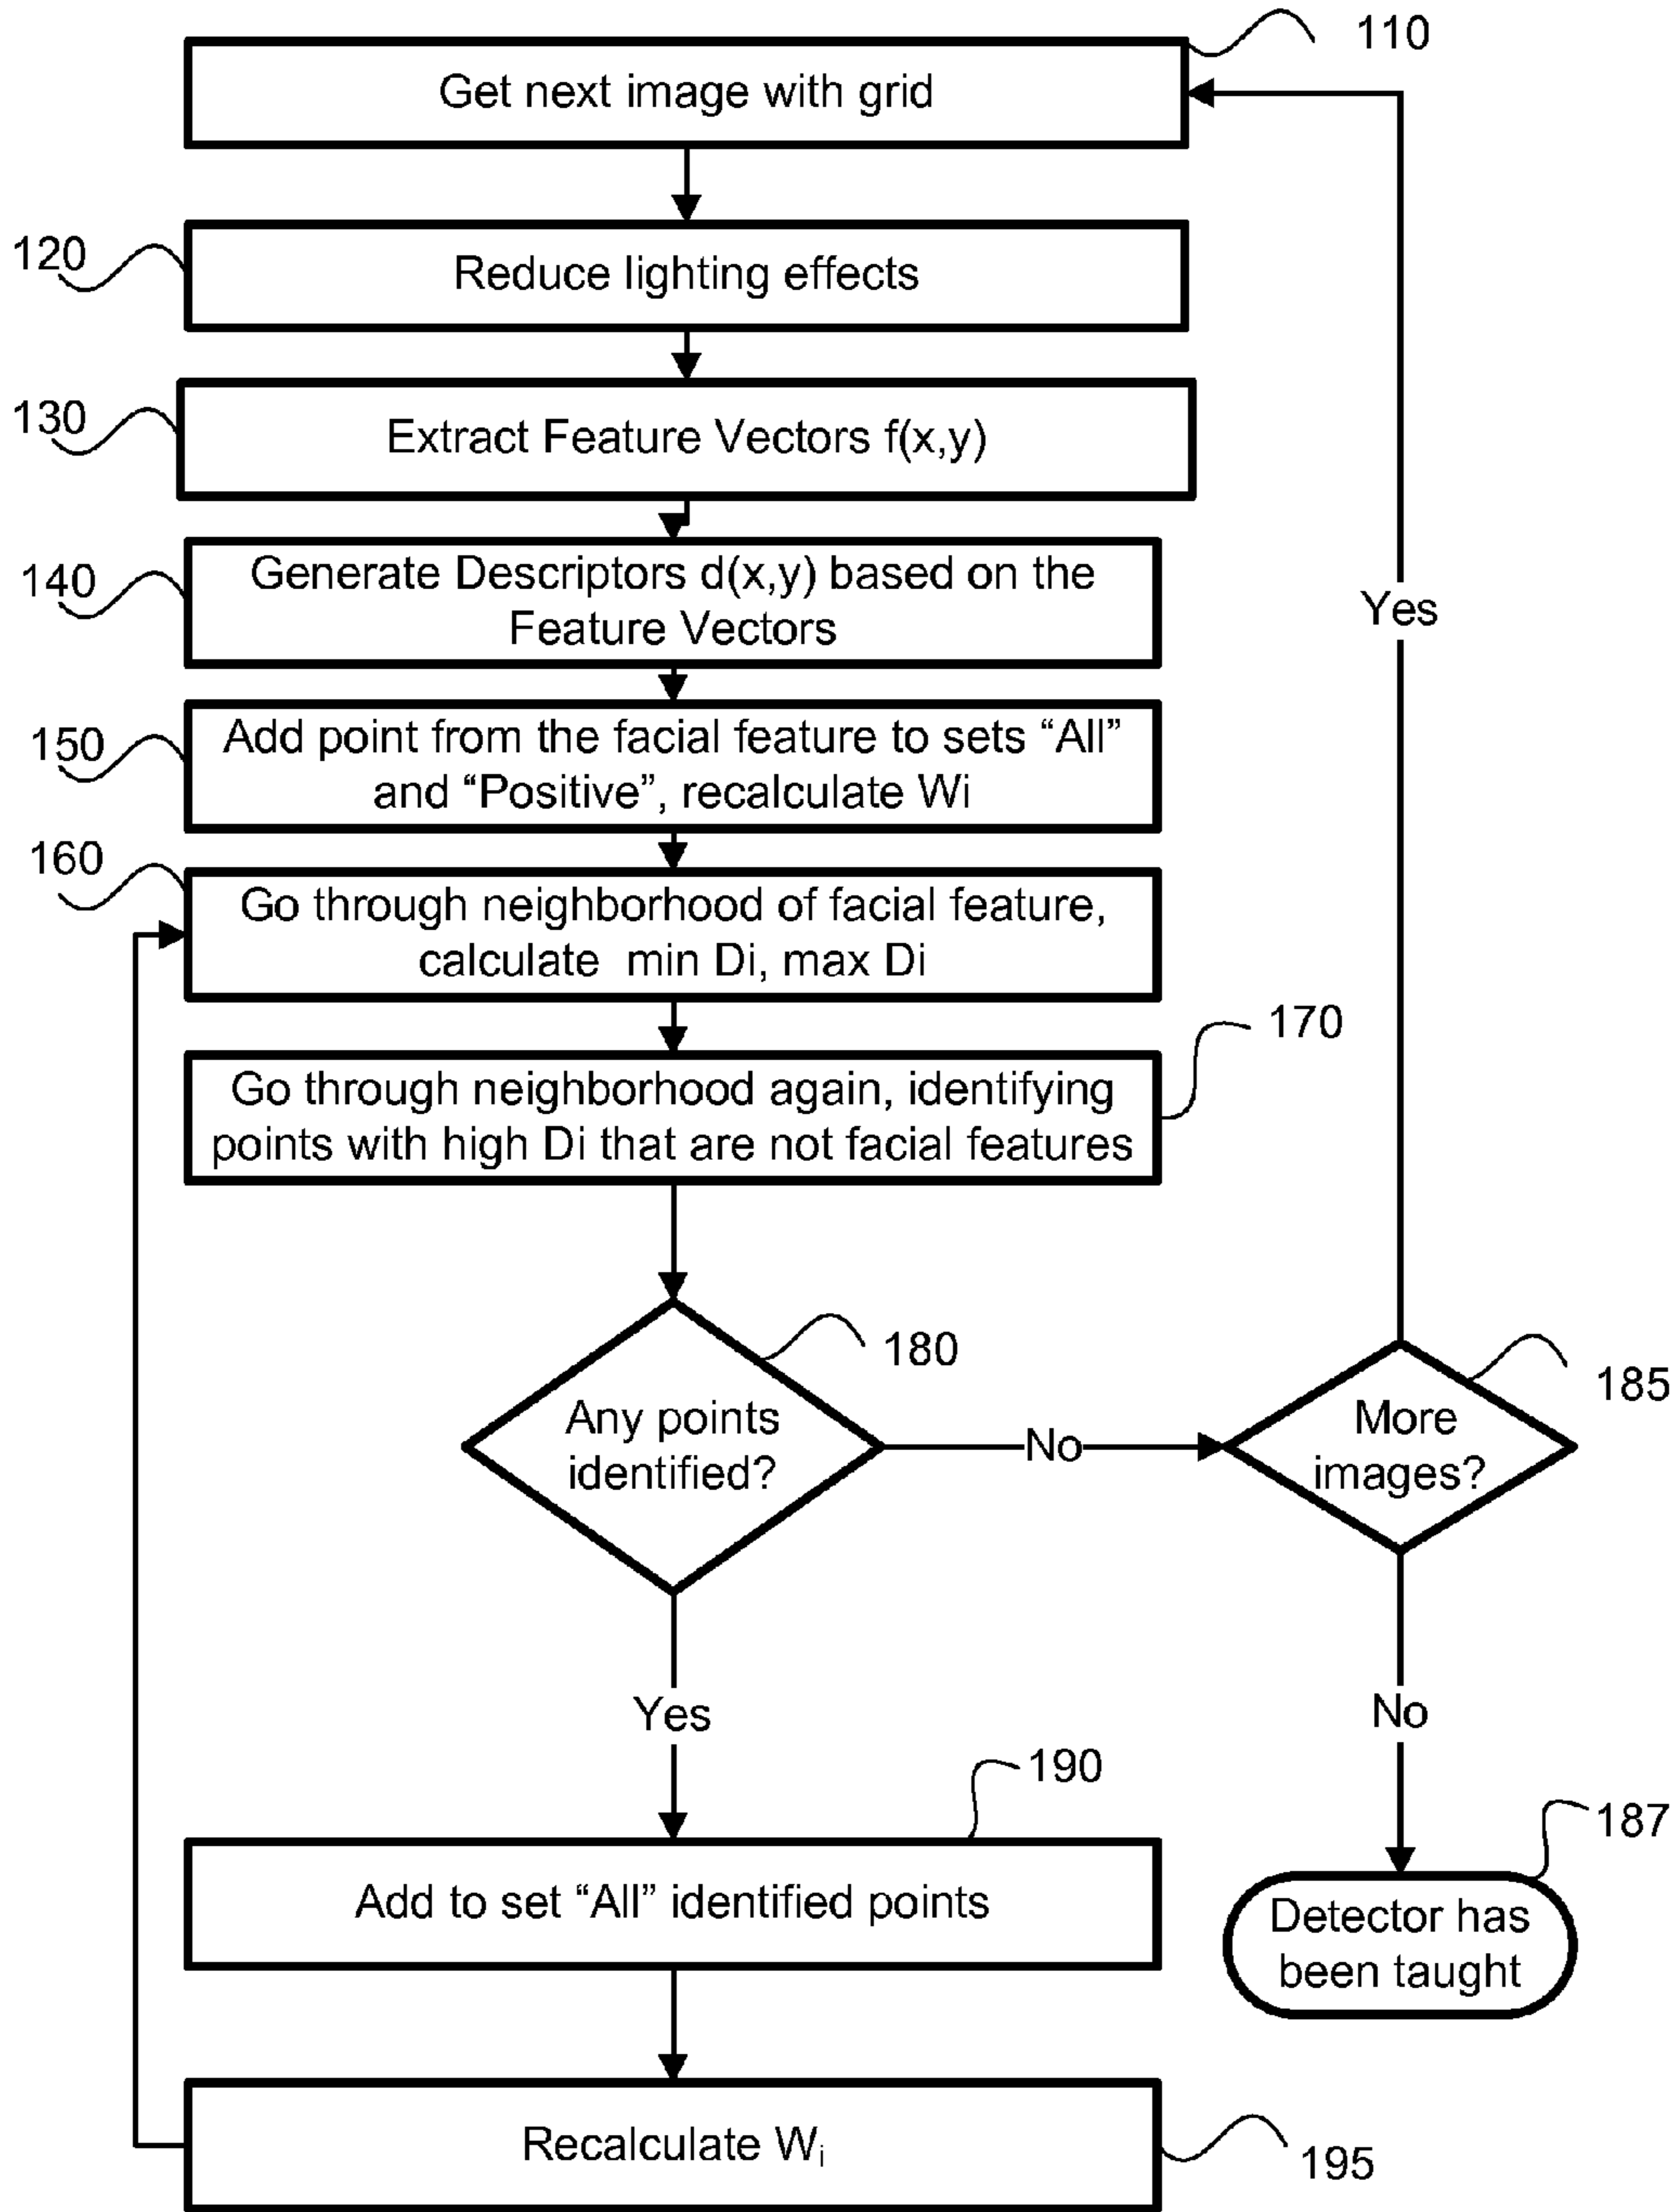 110
Get next image with grid
120
Reduce lighting effects
130
Extract Feature Vectors f(x,y)
140
Generate Descriptors d(x,y) based on the
Feature Vectors
Yes
150
Add point from the facial feature to sets “All”
and “Positive”, recalculate Wi
160
Go through neighborhood of facial feature,
calculate min Di, max Di
170
Go through neighborhood again, identifying
points with high Di that are not facial features
180
Any points
identified?
No
185
More
images?
Yes
No
190
Add to set “All” identified points
187
Detector has
been taught
Recalculate Wi
195